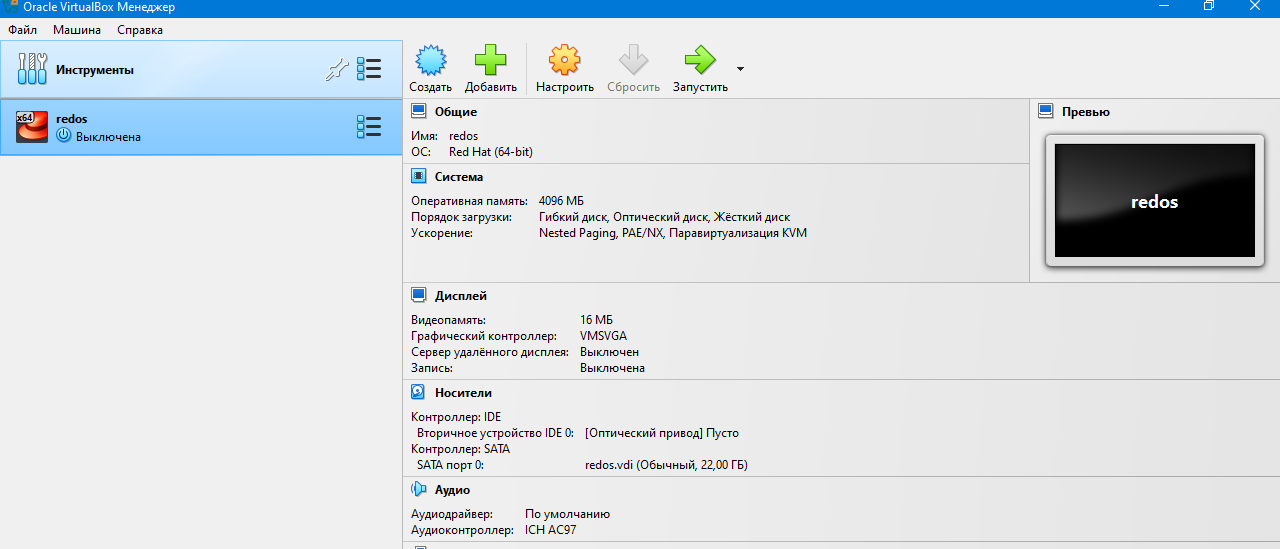 Oracle VirtualBox Менеджер
Файл Машина Справка
Инструменты
x64
redos
Выключена
Создать Добавить Настроить Сбросить Запустить
Общие
Имя: redos
ОС: Red Hat (64-bit)
Превью
redos
Система
Оперативная память: 4096 МБ
Порядок загрузки: Гибкий диск, Оптический диск, Жёсткий диск
Ускорение: Nested Paging, PAE/NX, Паравиртуализация KVM
Дисплей
Видеопамять: 16 МБ
Графический контроллер: VMSVGA
Сервер удалённого дисплея: Выключен
Запись: Выключена
Носители
Контроллер: IDE
Вторичное устройство IDE 0: [Оптический привод] Пусто
Контроллер: SATA
SATA порт 0: redos.vdi (Обычный, 22,00 ГБ)
Аудио
Аудиодрайвер: По умолчанию
Аудиоконтроллер: ICH AC97